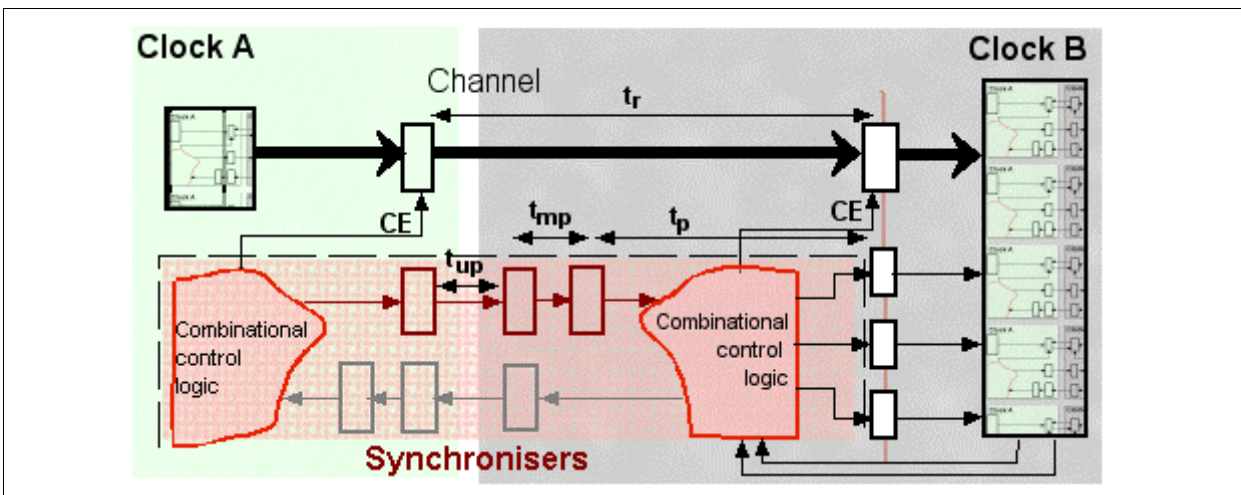 Clock A
Clock B
Channel
tr
CE
tmp
tp
CE
tup
Combinational
control
logic
Combinational
control
logic
Synchronisers